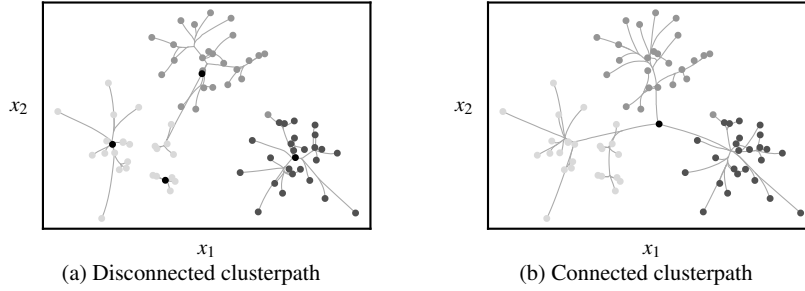 x2
x2
x1
x1
(a) Disconnected clusterpath
(b) Connected clusterpath